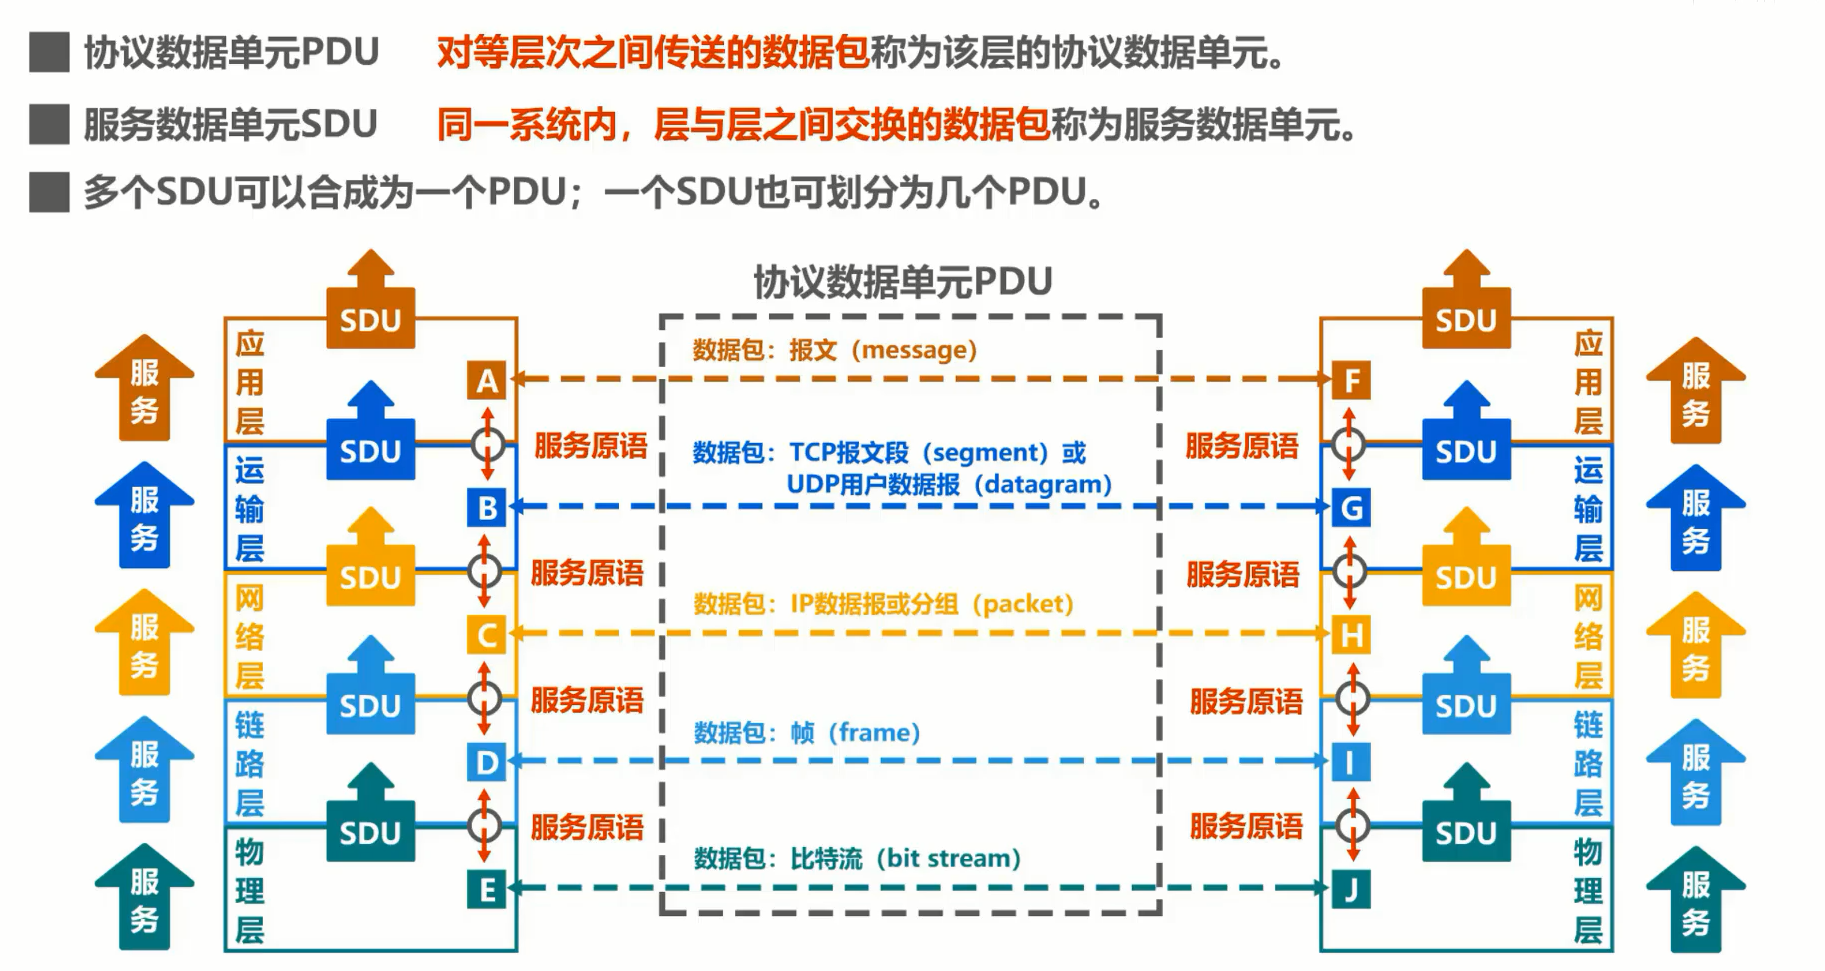 协议数据单元PDU 对等层次之间传送的数据包称为该层的协议数据单元。
服务数据单元SDU 同一系统内，层与层之间交换的数据包称为服务数据单元。
多个SDU可以合成为一个PDU；一个SDU也可划分为几个PDU。
协议数据单元PDU
服务
应用层
SDU
A
数据包：报文（message）
F
SDU
应用层
服务
服务原语
服务原语
服务
运输层
SDU
B
数据包：TCP报文段（segment）或
UDP用户数据报（datagram）
G
SDU
运输层
服务
服务原语
服务原语
服务
网络层
SDU
C
数据包：IP数据报或分组（packet）
H
SDU
网络层
服务
服务原语
服务原语
服务
链路层
SDU
D
数据包：帧（frame）
I
SDU
链路层
服务
服务原语
服务原语
服务
物理层
SDU
E
数据包：比特流（bit stream）
J
SDU
物理层
服务